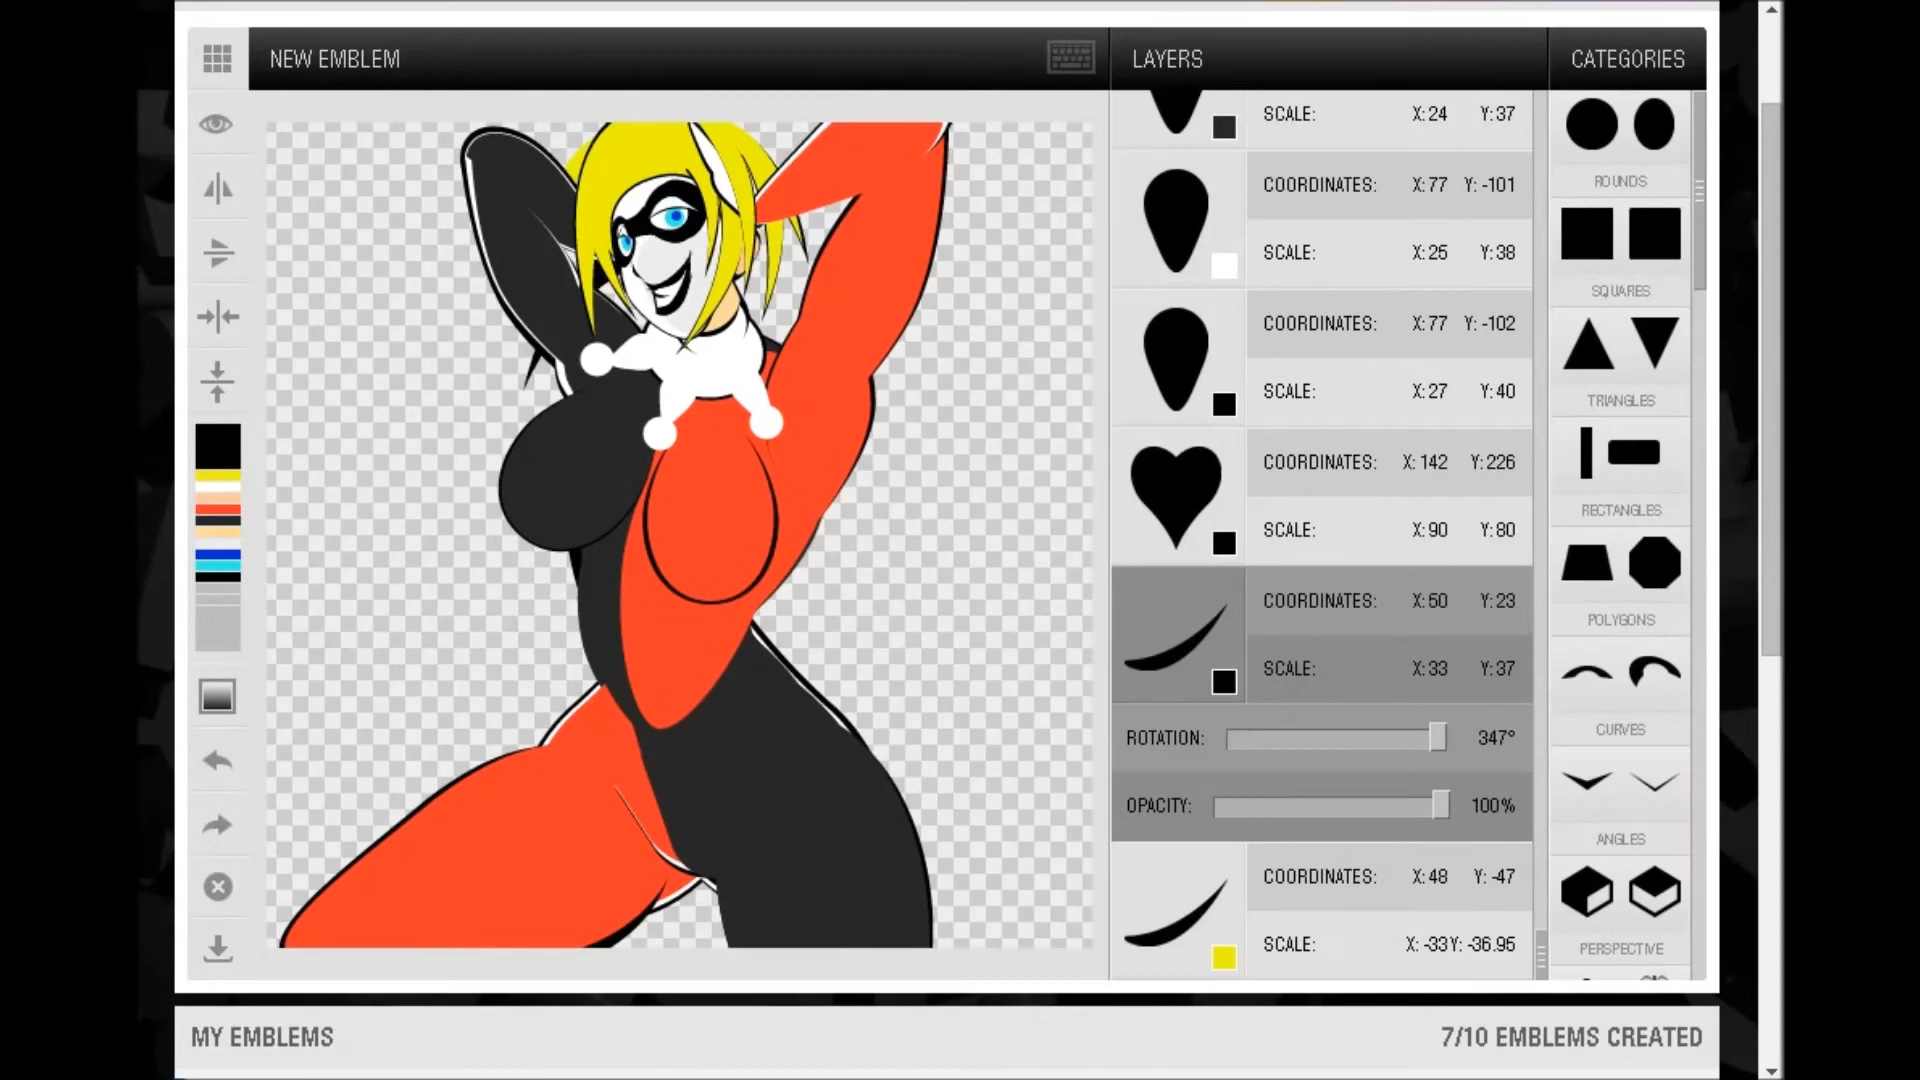 NEW EMBLEM
LAYERS
CATEGORIES
SCALE: X: 24 Y: 37
COORDINATES: X: 77 Y: -101
SCALE: X: 25 Y: 38
COORDINATES: X: 77 Y: -102
SCALE: X: 27 Y: 40
COORDINATES: X: 142 Y: 226
SCALE: X: 90 Y: 80
COORDINATES: X: 50 Y: 23
SCALE: X: 33 Y: 37
ROTATION: 347°
OPACITY: 100%
COORDINATES: X: 48 Y: -47
SCALE: X: -33Y: -36.95
ROUNDS
SQUARES
TRIANGLES
RECTANGLES
POLYGONS
CURVES
ANGLES
PERSPECTIVE
MY EMBLEMS
7/10 EMBLEMS CREATED